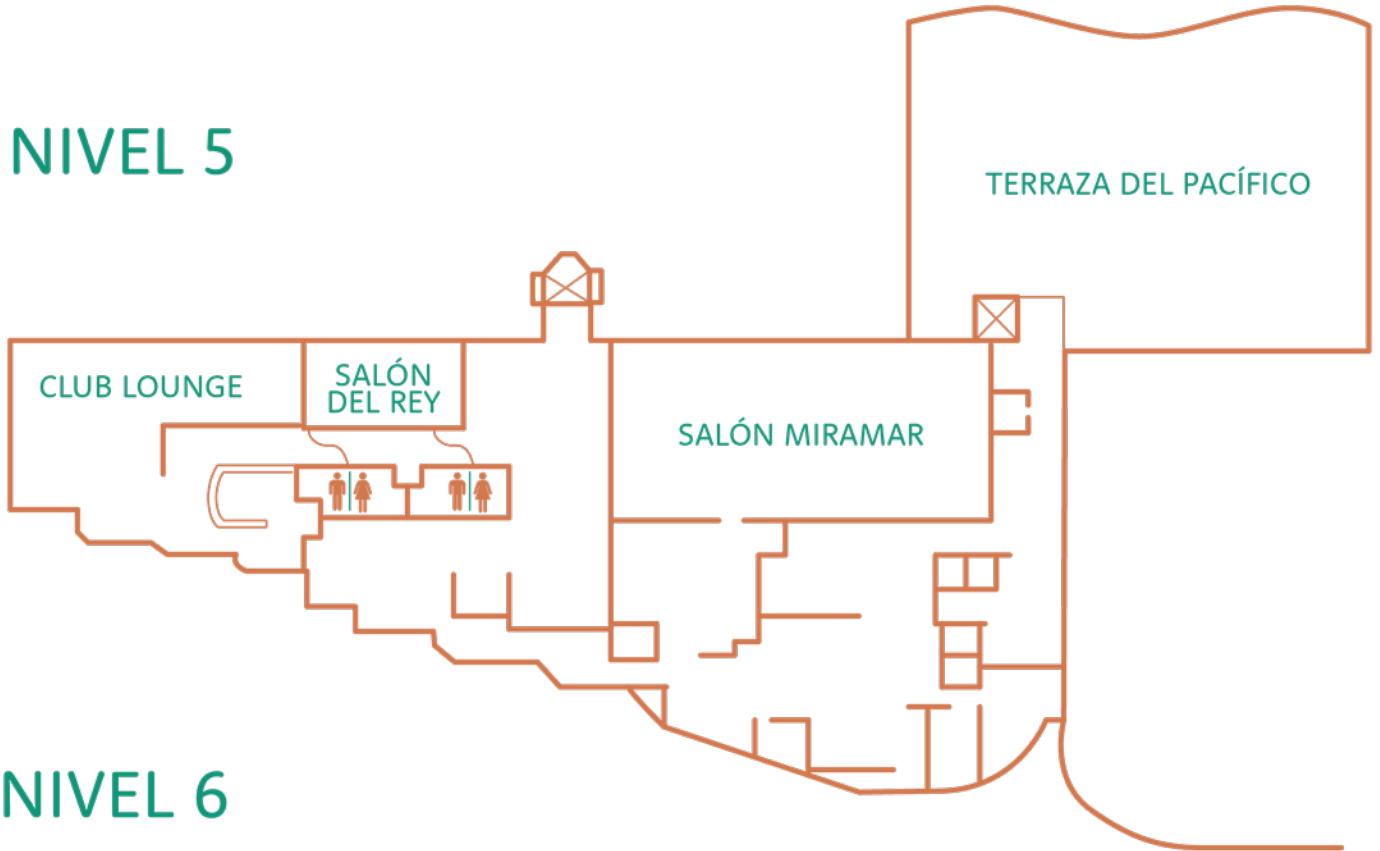 NIVEL 5
TERRAZA DEL PACÍFICO
CLUB LOUNGE
SALÓN
DEL REY
SALÓN MIRAMAR
NIVEL 6